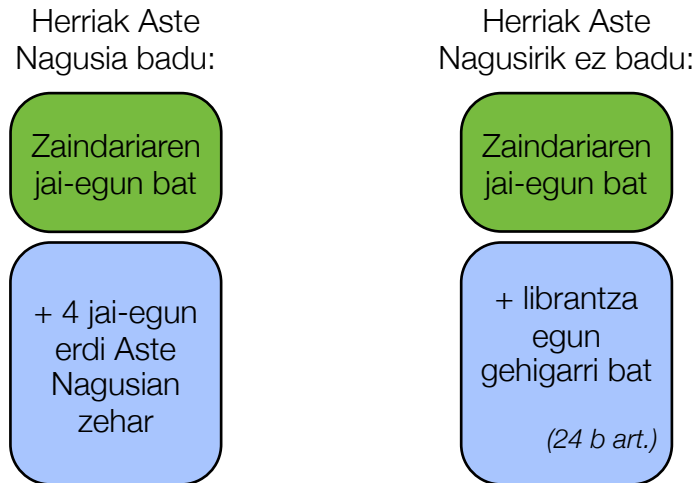 Herriak Aste
Nagusia badu:
Zaindariaren
jai-egun bat
+ 4 jai-egun
erdi Aste
Nagusian
zehar
Herriak Aste
Nagusirik ez badu:
Zaindariaren
jai-egun bat
+ librantza
egun
gehigarri bat
(24 b art.)